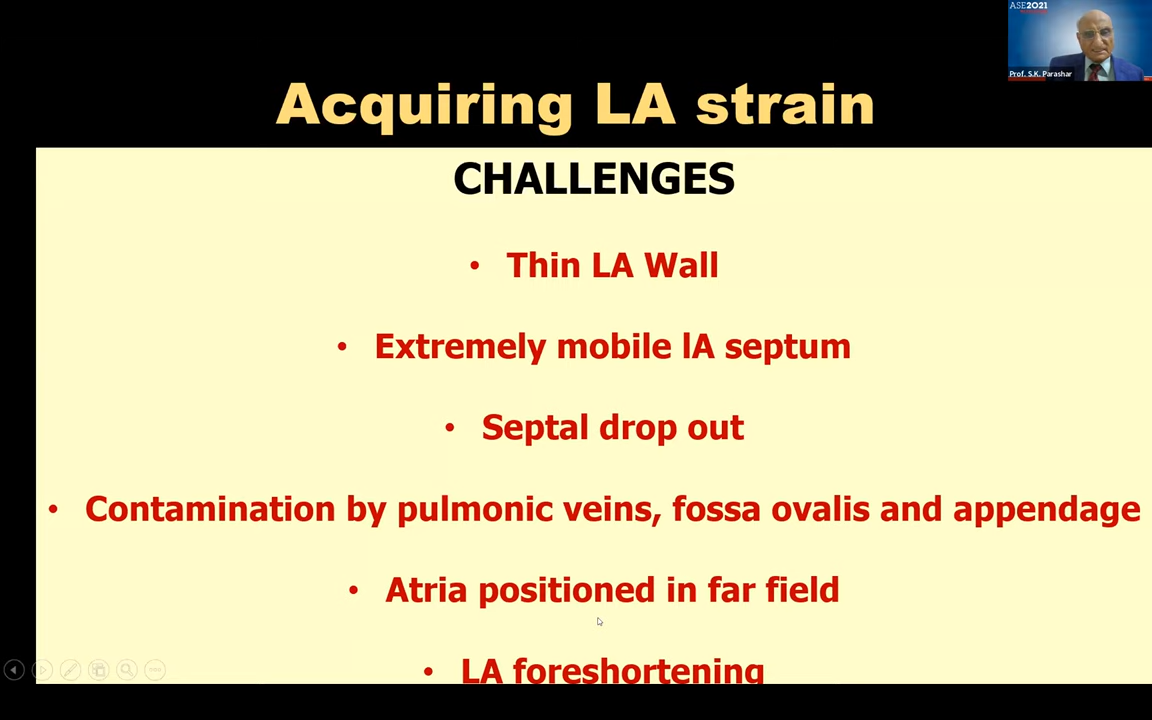 ASE2021
Prof. S.K. Parashar
Acquiring LA strain
CHALLENGES
• Thin LA Wall
• Extremely mobile lA septum
• Septal drop out
• Contamination by pulmonic veins, fossa ovalis and appendage
• Atria positioned in far field
• LA foreshortening